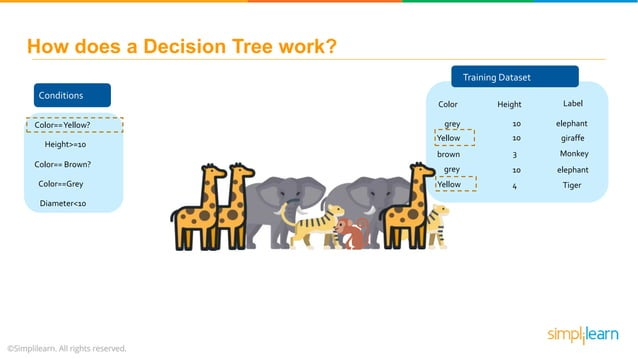 How does a Decision Tree work?
Conditions
Color==Yellow?
Height>=10
Color== Brown?
Color==Grey
Diameter<10
Training Dataset
Color Height Label
grey 10 elephant
Yellow 10 giraffe
brown 3 Monkey
grey 10 elephant
Yellow 4 Tiger
simplilearn
©Simplilearn. All rights reserved.